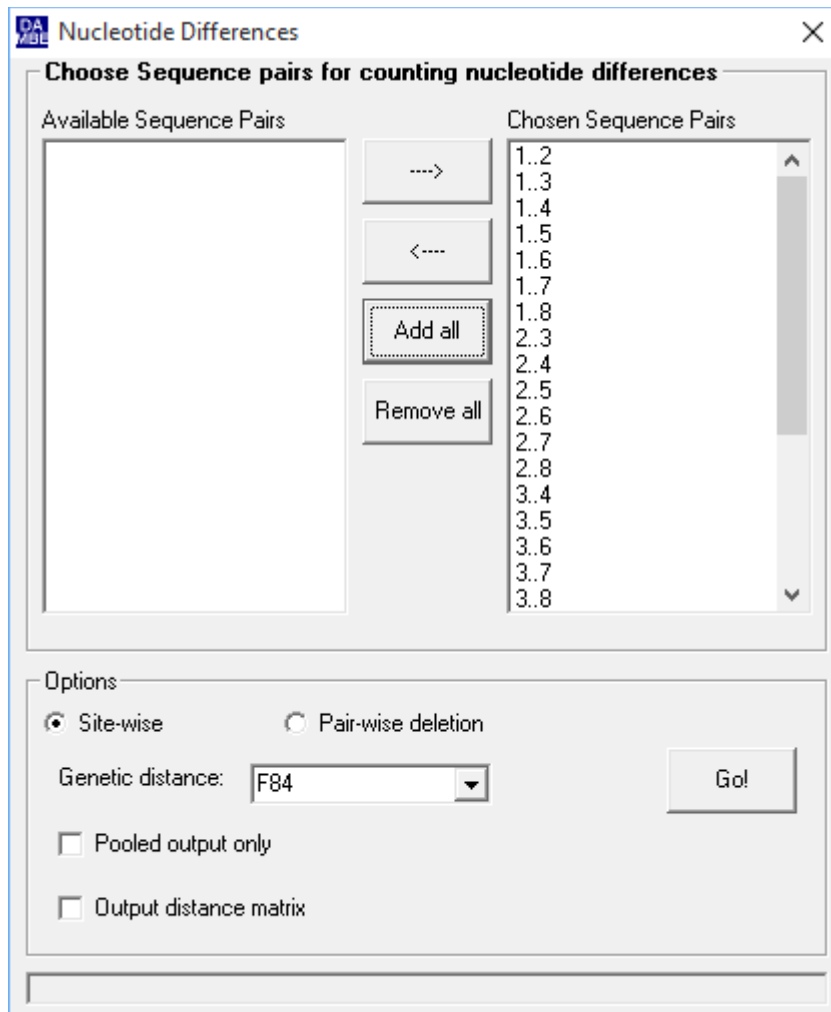 DA
MBE
Nucleotide Differences
Choose Sequence pairs for counting nucleotide differences
Available Sequence Pairs
Chosen Sequence Pairs
---->
<----
Add all
Remove all
1..2
1..3
1..4
1..5
1..6
1..7
1..8
2..3
2..4
2..5
2..6
2..7
2..8
3..4
3..5
3..6
3..7
3..8
Options
Site-wise
Pair-wise deletion
Genetic distance:
F84
Go!
Pooled output only
Output distance matrix